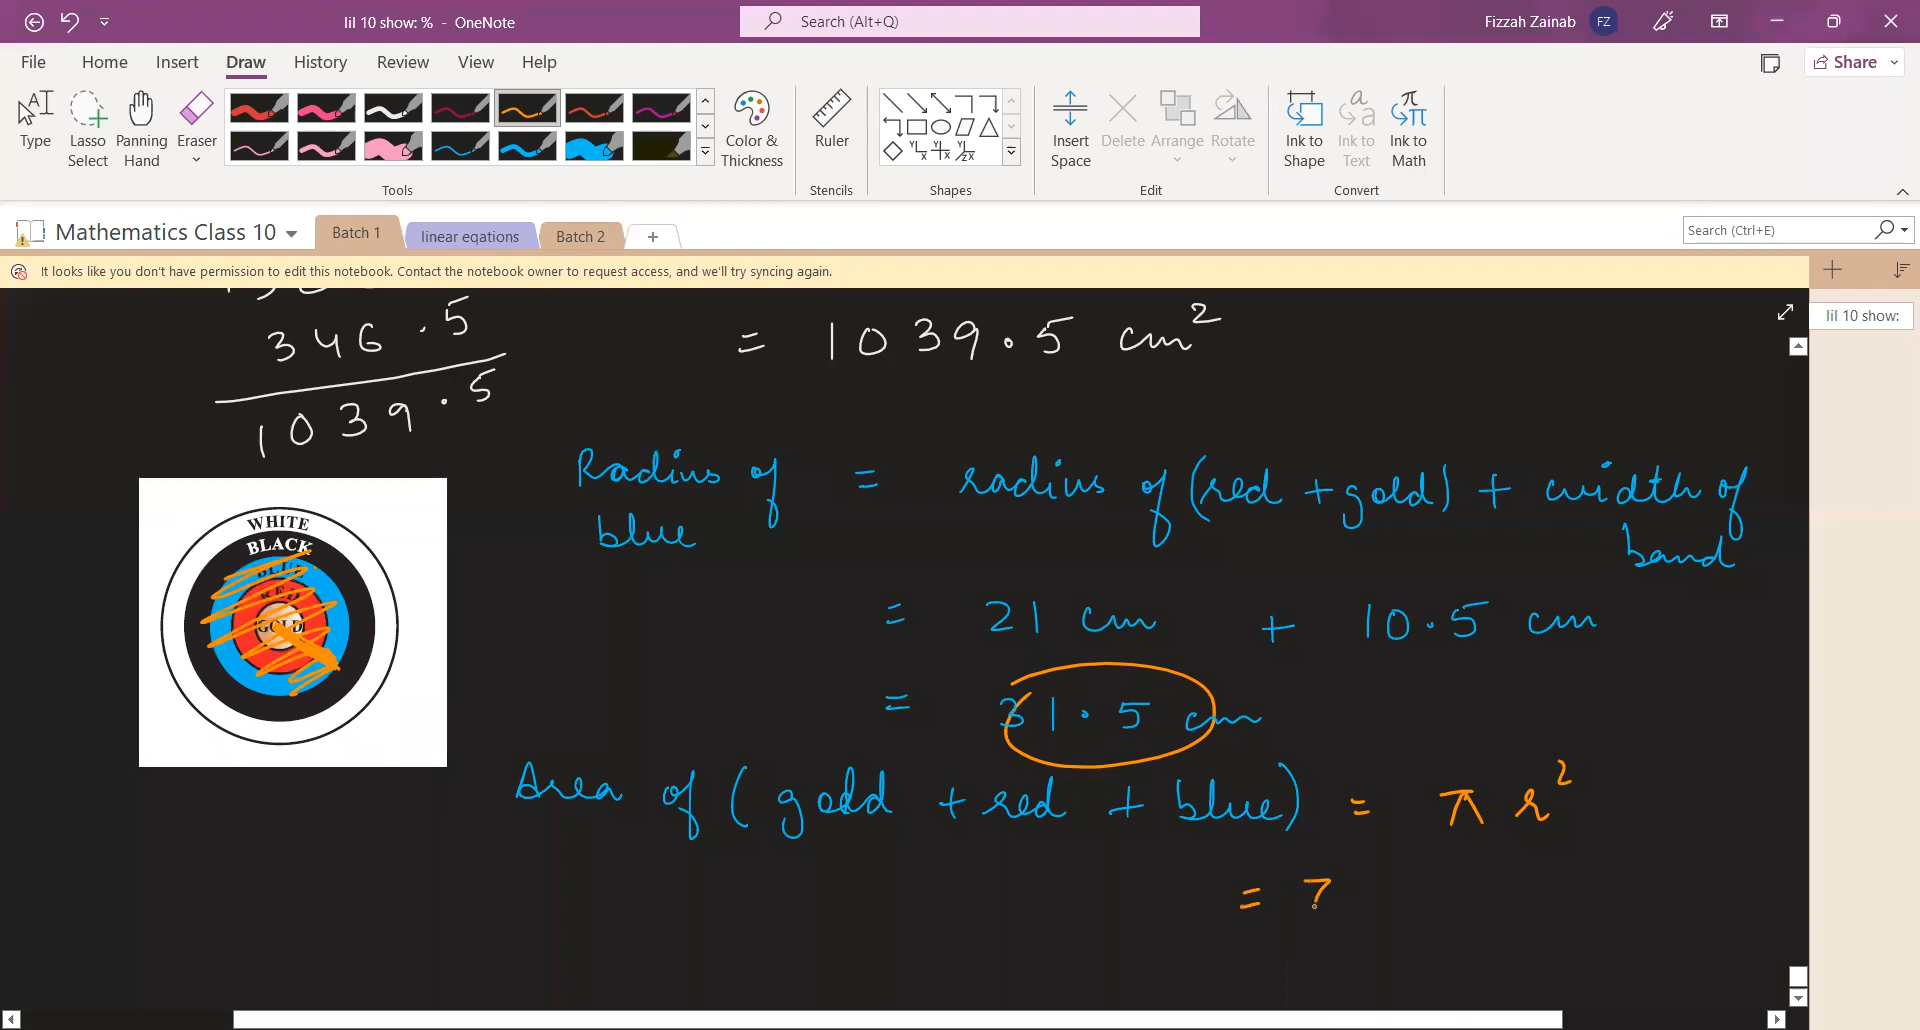 lil 10 show: % - OneNote
Search (Alt+Q)
Fizzah Zainab
FZ
File Home Insert Draw History Review View Help
Share
Type
Lasso Select
Panning Hand
Eraser
Color & Thickness
Ruler
Insert Space
Delete
Arrange
Rotate
Ink to Shape
Ink to Text
Ink to Math
Tools
Stencils
Shapes
Edit
Convert
Mathematics Class 10
Batch 1
linear eqations
Batch 2
Search (Ctrl+E)
It looks like you don't have permission to edit this notebook. Contact the notebook owner to request access, and we'll try syncing again.
lil 10 show:
346.5
1039.5
= 1039.5 cm²
Radius of blue = radius of (red + gold) + width of band
= 21 cm + 10.5 cm
= 31.5 cm
Area of (gold + red + blue) = π r²
= ?
WHITE
BLACK
BLUE
RED
GOLD